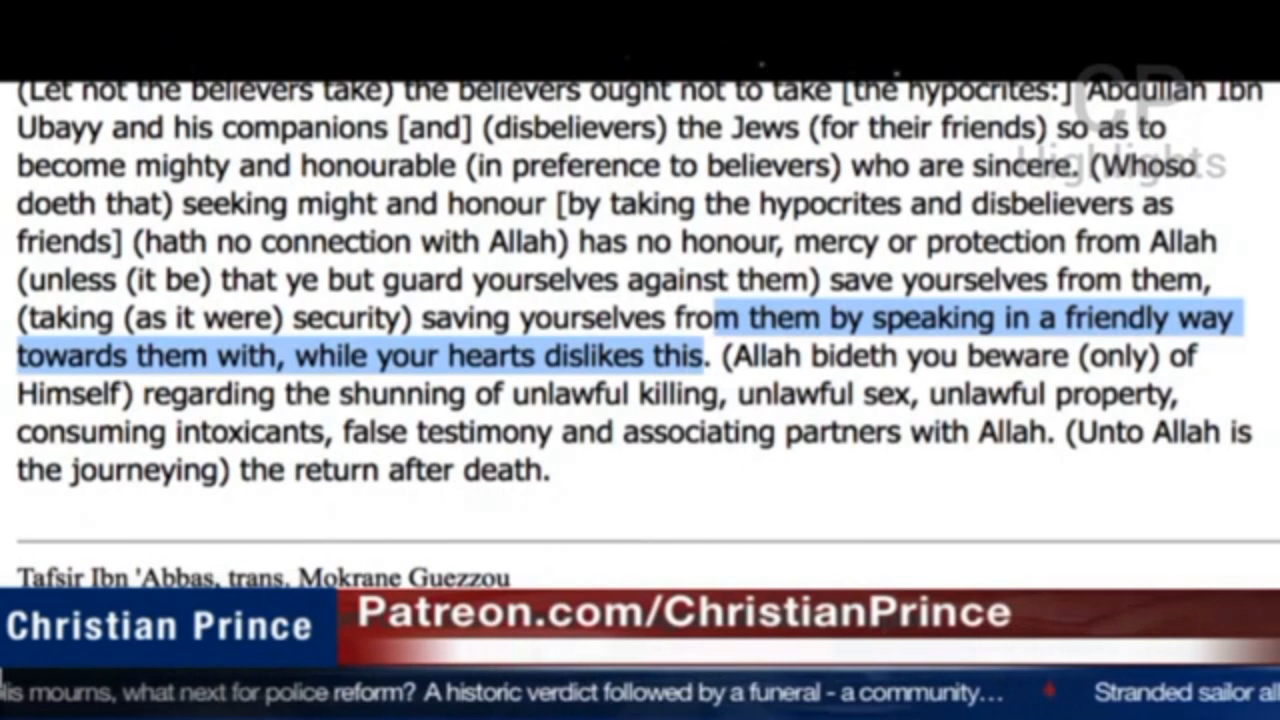 (Let not the believers take) the believers ought not to take [the hypocrites:] 'Abdullah Ibn
Ubayy and his companions [and] (disbelievers) the Jews (for their friends) so as to
become mighty and honourable (in preference to believers) who are sincere. (Whoso
doeth that) seeking might and honour [by taking the hypocrites and disbelievers as
friends] (hath no connection with Allah) has no honour, mercy or protection from Allah
(unless (it be) that ye but guard yourselves against them) save yourselves from them,
(taking (as it were) security) saving yourselves from them by speaking in a friendly way
towards them with, while your hearts dislikes this. (Allah bideth you beware (only) of
Himself) regarding the shunning of unlawful killing, unlawful sex, unlawful property,
consuming intoxicants, false testimony and associating partners with Allah. (Unto Allah is
the journeying) the return after death.
CP
Highlights
Tafsir Ibn 'Abbas, trans. Mokrane Guezzou
Christian Prince
Patreon.com/ChristianPrince
lis mourns, what next for police reform? A historic verdict followed by a funeral - a community... Stranded sailor all